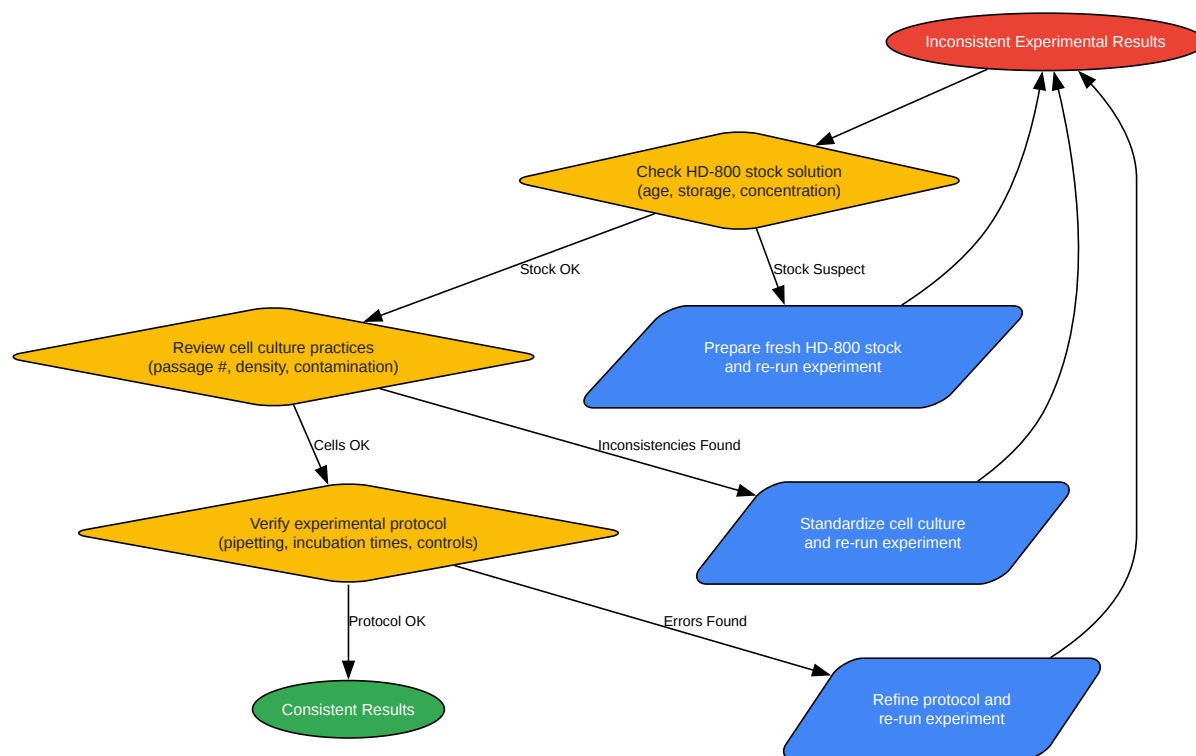 Inconsistent Experimental Results
Check HD-800 stock solution
(age, storage, concentration)
Stock OK
Stock Suspect
Review cell culture practices
(passage #, density, contamination)
Prepare fresh HD-800 stock
and re-run experiment
Cells OK
Inconsistencies Found
Verify experimental protocol
(pipetting, incubation times, controls)
Standardize cell culture
and re-run experiment
Protocol OK
Errors Found
Consistent Results
Refine protocol and
re-run experiment